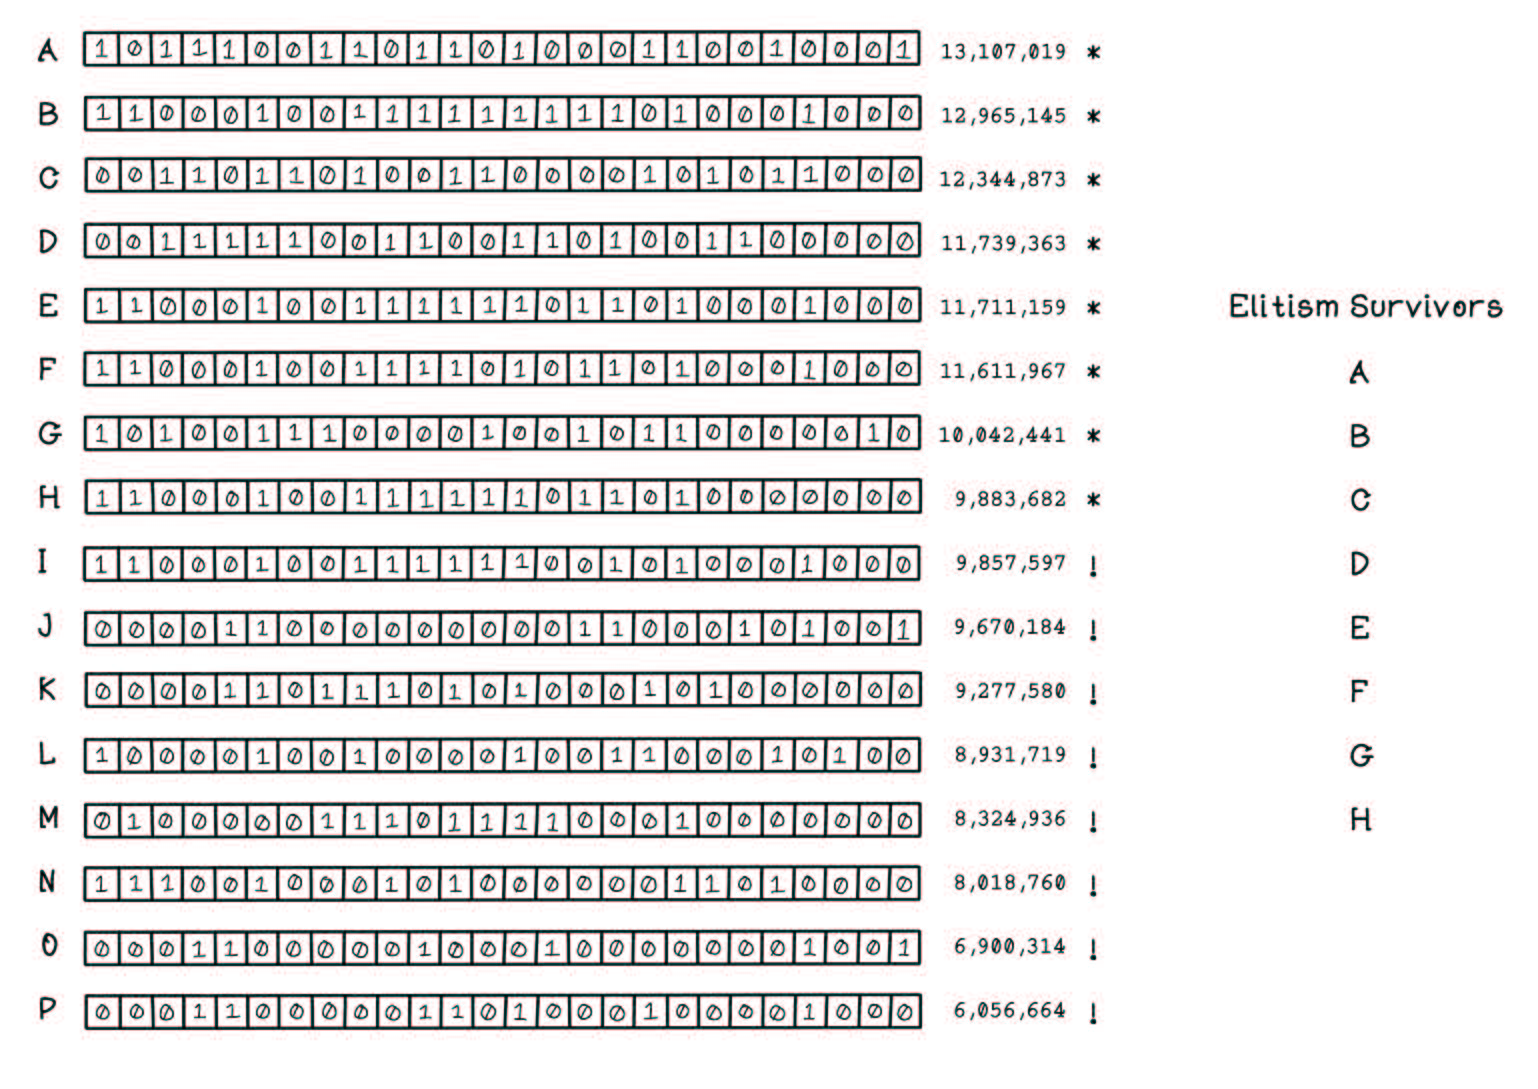 A 1 0 1 1 1 0 0 1 1 0 1 1 0 1 0 0 0 1 1 0 0 1 0 0 0 1 13,107,019 *
B 1 1 0 0 0 1 0 0 1 1 1 1 1 1 1 1 1 0 1 0 0 0 1 0 0 0 12,965,145 *
C 0 0 1 1 0 1 1 0 1 0 0 1 1 0 0 0 0 1 0 1 0 1 1 0 0 0 12,344,873 *
D 0 0 1 1 1 1 1 0 0 1 1 0 0 1 1 0 1 0 0 1 1 0 0 0 0 0 11,739,363 *
E 1 1 0 0 0 1 0 0 1 1 1 1 1 1 0 1 1 0 1 0 0 0 1 0 0 0 11,711,159 *
F 1 1 0 0 0 1 0 0 1 1 1 1 0 1 0 1 1 0 1 0 0 0 1 0 0 0 11,611,967 *
G 1 0 1 0 0 1 1 1 0 0 0 0 1 0 0 1 0 1 1 0 0 0 0 0 1 0 10,042,441 *
H 1 1 0 0 0 1 0 0 1 1 1 1 1 1 0 1 1 0 1 0 0 0 0 0 0 0 9,883,682 *
I 1 1 0 0 0 1 0 0 1 1 1 1 1 1 0 0 1 0 1 0 0 0 1 0 0 0 9,857,597 !
J 0 0 0 0 1 1 0 0 0 0 0 0 0 0 0 1 1 0 0 0 1 0 1 0 0 1 9,670,184 !
K 0 0 0 0 1 1 0 1 1 1 0 1 0 1 0 0 0 1 0 1 0 0 0 0 0 0 9,277,580 !
L 1 0 0 0 0 1 0 0 1 0 0 0 0 1 0 0 1 1 0 0 0 1 0 1 0 0 8,931,719 !
M 0 1 0 0 0 0 0 1 1 1 0 1 1 1 1 0 0 0 1 0 0 0 0 0 0 0 8,324,936 !
N 1 1 1 0 0 1 0 0 0 1 0 1 0 0 0 0 0 0 1 1 0 1 0 0 0 0 8,018,760 !
O 0 0 0 1 1 0 0 0 0 0 1 0 0 0 1 0 0 0 0 0 0 0 1 0 0 1 6,900,314 !
P 0 0 0 1 1 0 0 0 0 0 1 1 0 1 0 0 0 1 0 0 0 0 1 0 0 0 6,056,664 !
Elitism Survivors
A
B
C
D
E
F
G
H